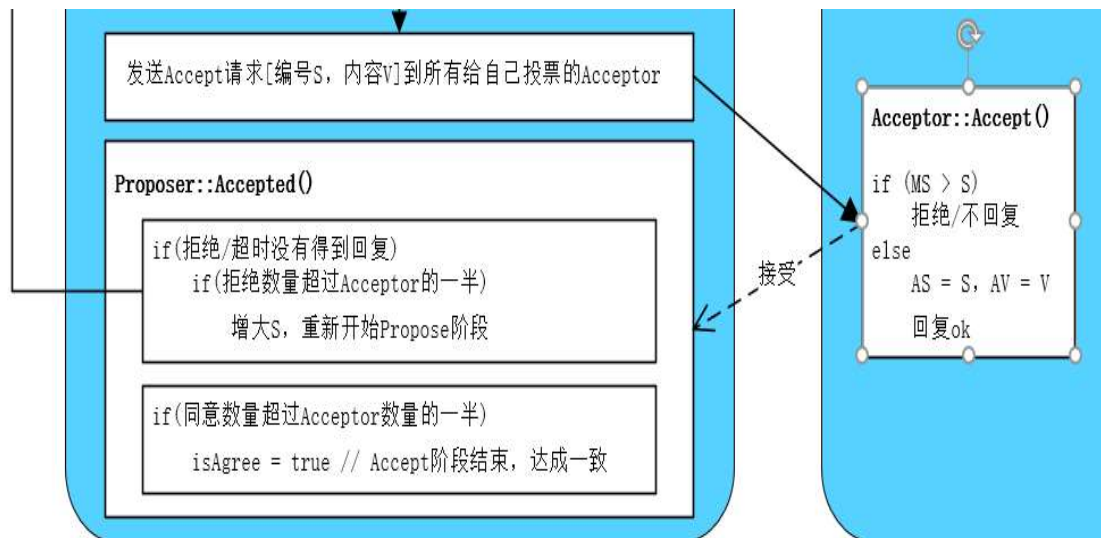 发送Accept请求[编号S，内容V]到所有给自己投票的Acceptor
Proposer::Accepted()
if(拒绝/超时没有得到回复)
if(拒绝数量超过Acceptor的一半)
增大S，重新开始Propose阶段
if(同意数量超过Acceptor数量的一半)
isAgree = true // Accept阶段结束，达成一致
接受
Acceptor::Accept()
if (MS > S)
拒绝/不回复
else
AS = S，AV = V
回复ok